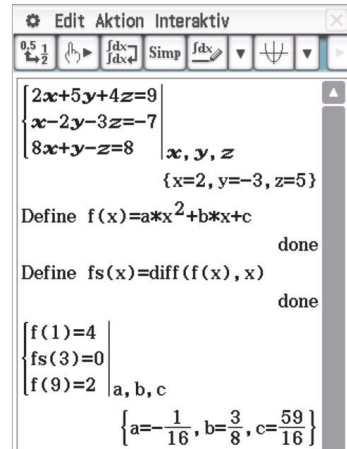 Edit Aktion Interaktiv
0.5 1/2 ∫dx ∫dx Simp ∫dx
2x+5y+4z=9
x-2y-3z=-7
8x+y-z=8 | x, y, z
{x=2, y=-3, z=5}
Define f(x)=a*x^2+b*x+c
done
Define fs(x)=diff(f(x),x)
done
f(1)=4
fs(3)=0
f(9)=2 | a, b, c
{a=-1/16, b=3/8, c=59/16}